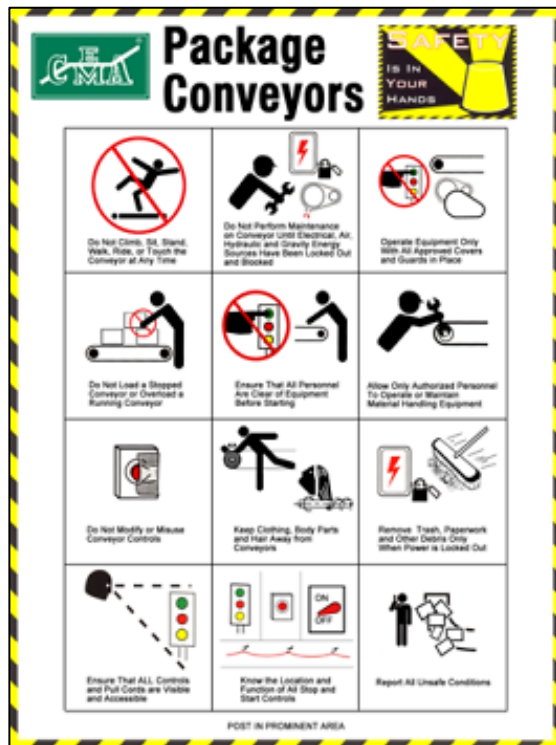 CEMA
Package
Conveyors
SAFETY
IS IN
YOUR
HANDS
Do Not Climb, Sit, Stand,
Walk, Ride, or Touch the
Conveyor at Any Time
Do Not Perform Maintenance
on Conveyor Until Electrical, Air,
Hydraulic and Gravity Energy
Sources Have Been Locked Out
and Blocked
Operate Equipment Only
With All Approved Covers
and Guards in Place
Do Not Load a Stopped
Conveyor or Overload a
Running Conveyor
Ensure That All Personnel
Are Clear of Equipment
Before Starting
Allow Only Authorized Personnel
To Operate or Maintain
Material Handling Equipment
Do Not Modify or Misuse
Conveyor Controls
Keep Clothing, Body Parts
and Hair Away from
Conveyors
Remove Trash, Paperwork
and Other Debris Only
When Power is Locked Out
ON
OFF
Ensure That ALL Controls
and Pull Cords are Visible
and Accessible
Know the Location and
Function of All Stop and
Start Controls
Report All Unsafe Conditions
POST IN PROMINENT AREA